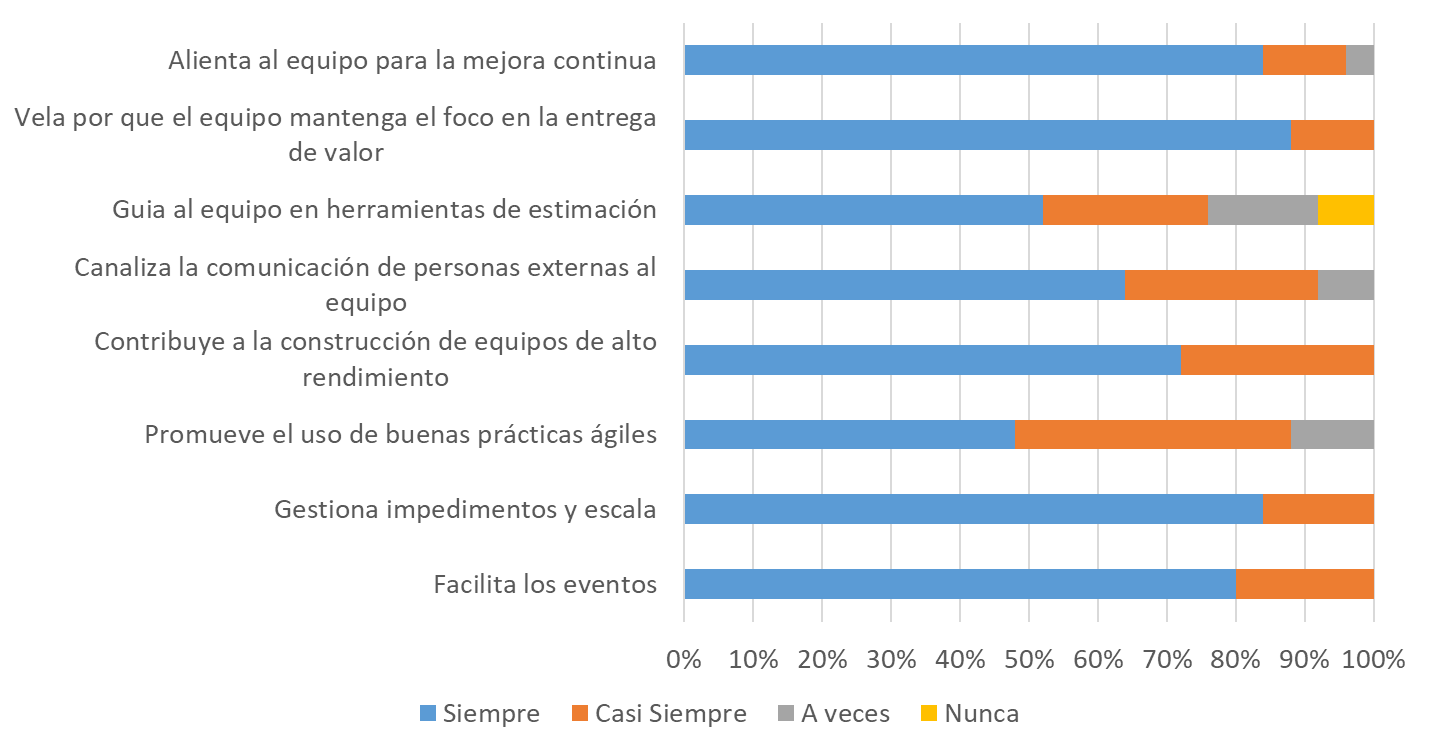 Alienta al equipo para la mejora continua
Vela por que el equipo mantenga el foco en la entrega
de valor
Guia al equipo en herramientas de estimación
Canaliza la comunicación de personas externas al
equipo
Contribuye a la construcción de equipos de alto
rendimiento
Promueve el uso de buenas prácticas ágiles
Gestiona impedimentos y escala
Facilita los eventos
0% 10% 20% 30% 40% 50% 60% 70% 80% 90% 100%
Siempre Casi Siempre A veces Nunca